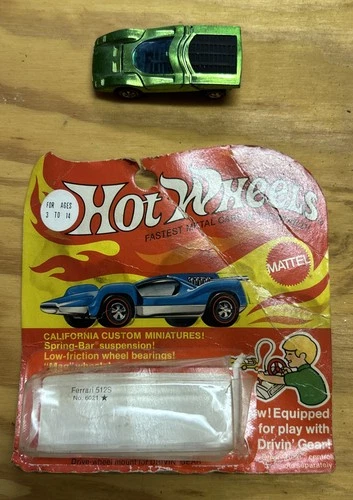 FOR AGES
3 TO 14
HOT WHEELS
FASTEST METAL CARS
MATTEL
CALIFORNIA CUSTOM MINIATURES!
Spring-Bar suspension!
Low-friction wheel bearings!
Ferrari 512S
No. 6021 ★
w! Equipped
for play with
Drivin' Gear!